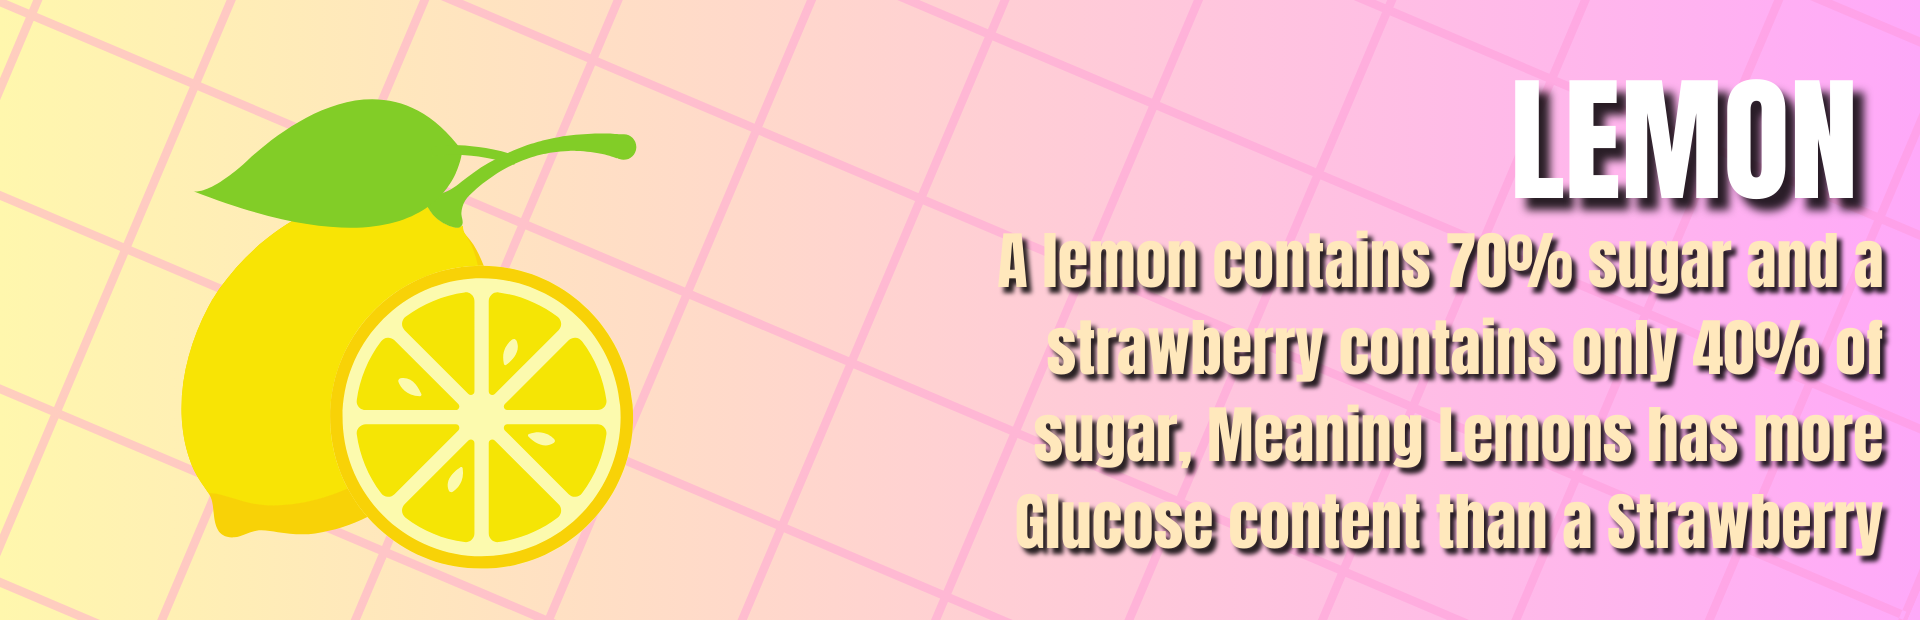 LEMON
A lemon contains 70% sugar and a
strawberry contains only 40% of
sugar, Meaning Lemons has more
Glucose content than a Strawberry